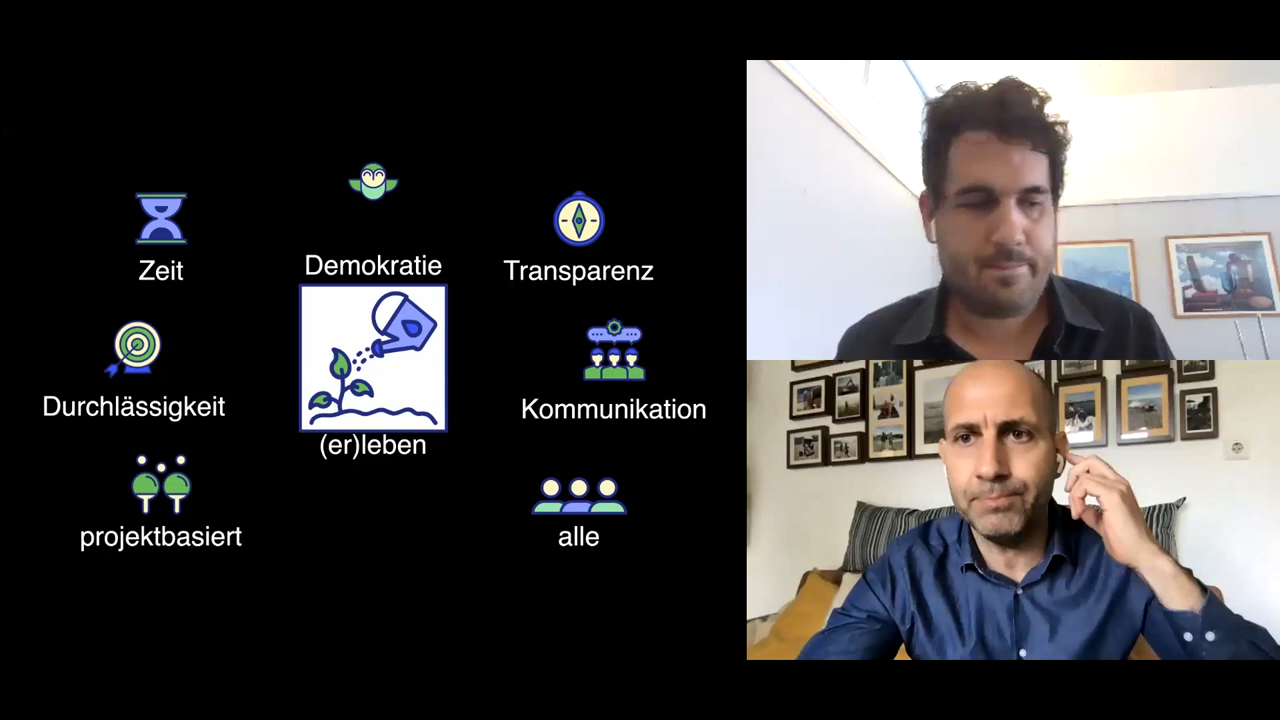 Zeit
Demokratie
Transparenz
Durchlässigkeit
Kommunikation
(er)leben
projektbasiert
alle